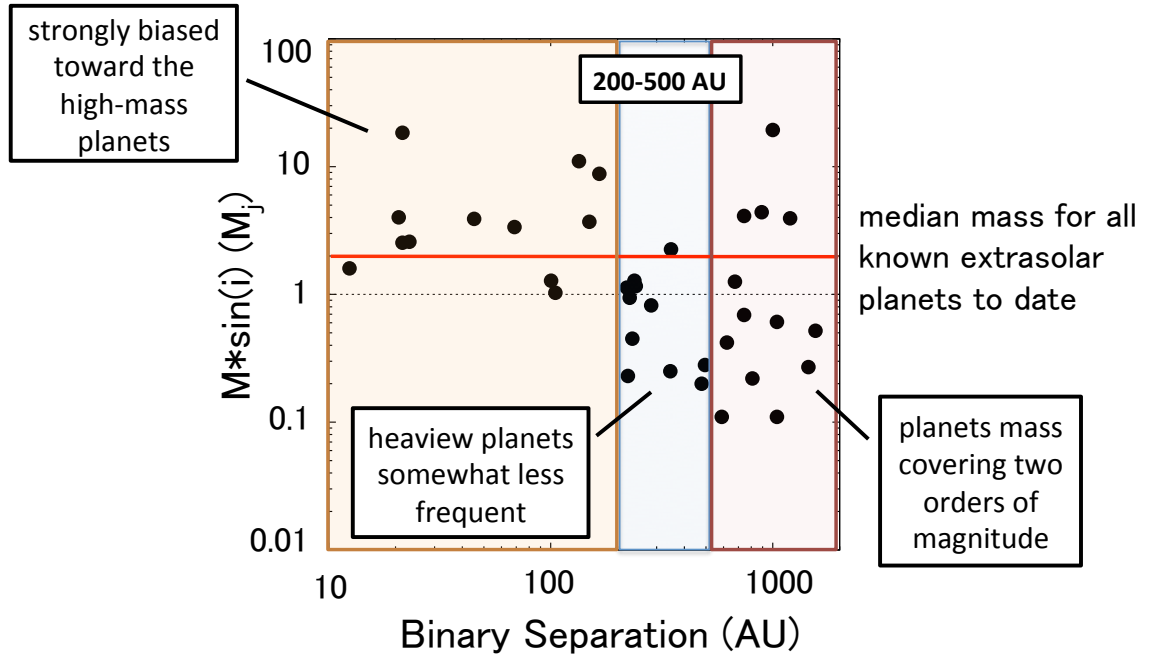 strongly biased
toward the
high-mass
planets
200-500 AU
100
10
1
0.1
0.01
M*sin(i) (Mj)
median mass for all
known extrasolar
planets to date
heaview planets
somewhat less
frequent
planets mass
covering two
orders of
magnitude
10
100
1000
Binary Separation (AU)